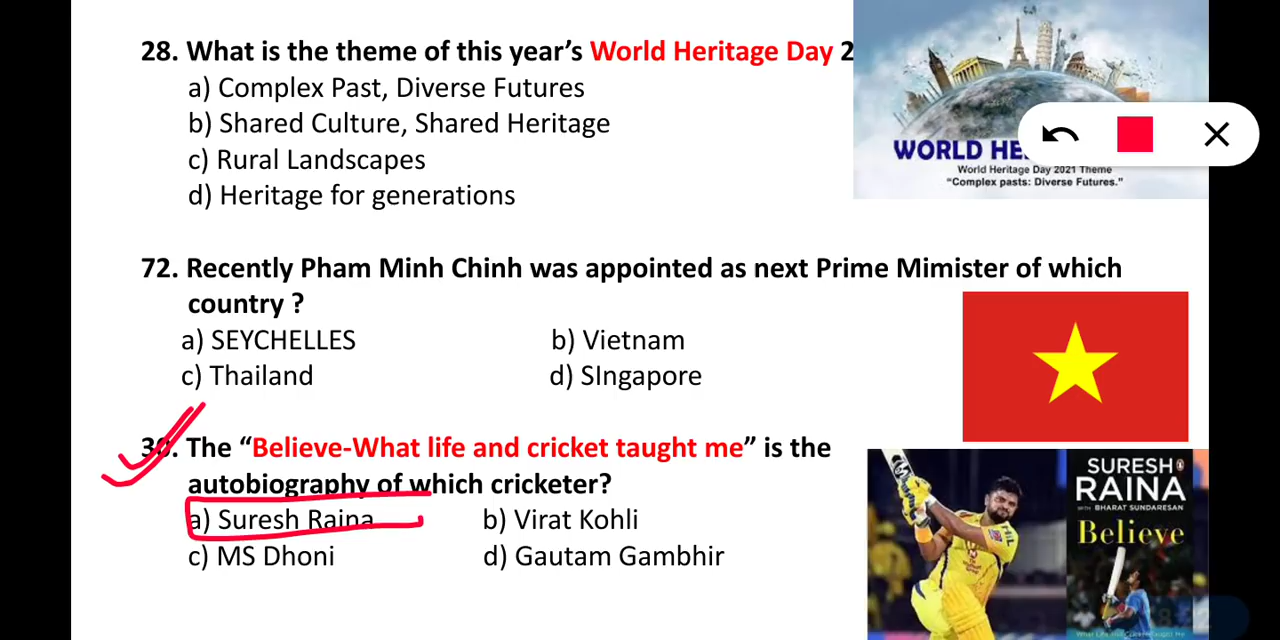 28. What is the theme of this year’s World Heritage Day 2
a) Complex Past, Diverse Futures
b) Shared Culture, Shared Heritage
c) Rural Landscapes
d) Heritage for generations
WORLD HE
World Heritage Day 2021 Theme
“Complex pasts: Diverse Futures.”
72. Recently Pham Minh Chinh was appointed as next Prime Mimister of which
country ?
a) SEYCHELLES b) Vietnam
c) Thailand d) SIngapore
30. The “Believe-What life and cricket taught me” is the
autobiography of which cricketer?
a) Suresh Raina b) Virat Kohli
c) MS Dhoni d) Gautam Gambhir
SURESH
RAINA
WITH BHARAT SUNDARESAN
Believe